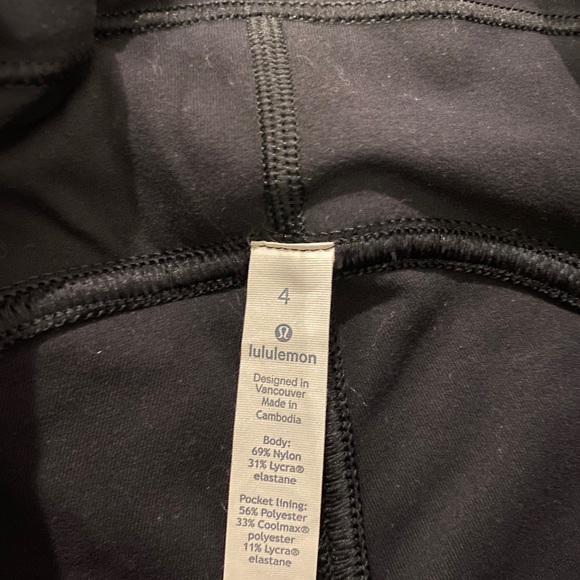 4
lululemon
Designed in
Vancouver
Made in
Cambodia
Body:
69% Nylon
31% Lycra®
elastane
Pocket lining:
56% Polyester
33% Coolmax®
polyester
11% Lycra®
elastane